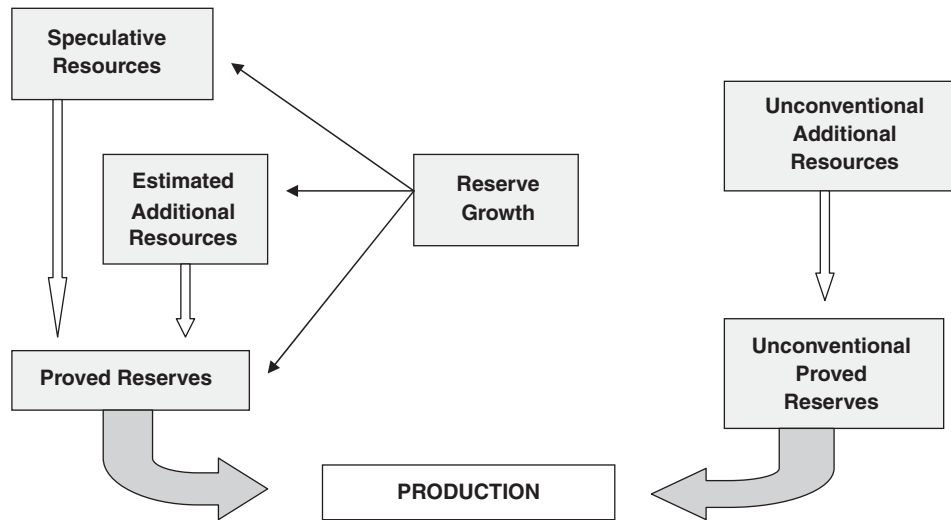 Speculative
Resources
Estimated
Additional
Resources
Reserve
Growth
Unconventional
Additional
Resources
Proved Reserves
Unconventional
Proved
Reserves
PRODUCTION